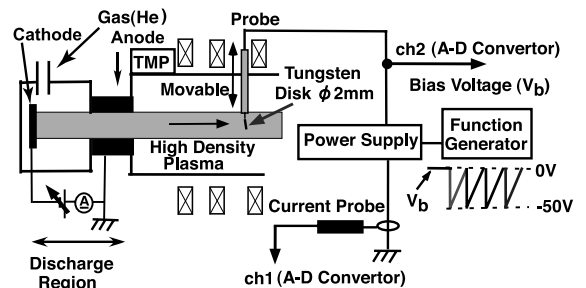 Probe
Gas(He)
Cathode
Anode
TMP
ch2 (A-D Convertor)
Movable
Tungsten
Disk ϕ 2mm
Bias Voltage (Vb)
High Density
Plasma
Power Supply
Function
Generator
0V
Vb
-50V
A
Current Probe
Discharge
Region
ch1 (A-D Convertor)